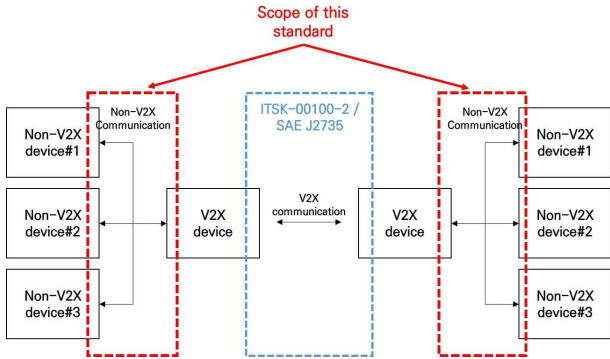 Scope of this
standard
Non-V2X
Communication
ITSK-00100-2 /
SAE J2735
Non-V2X
Communication
Non-V2X
device#1
Non-V2X
device#1
Non-V2X
device#2
V2X
device
V2X
communication
V2X
device
Non-V2X
device#2
Non-V2X
device#3
Non-V2X
device#3